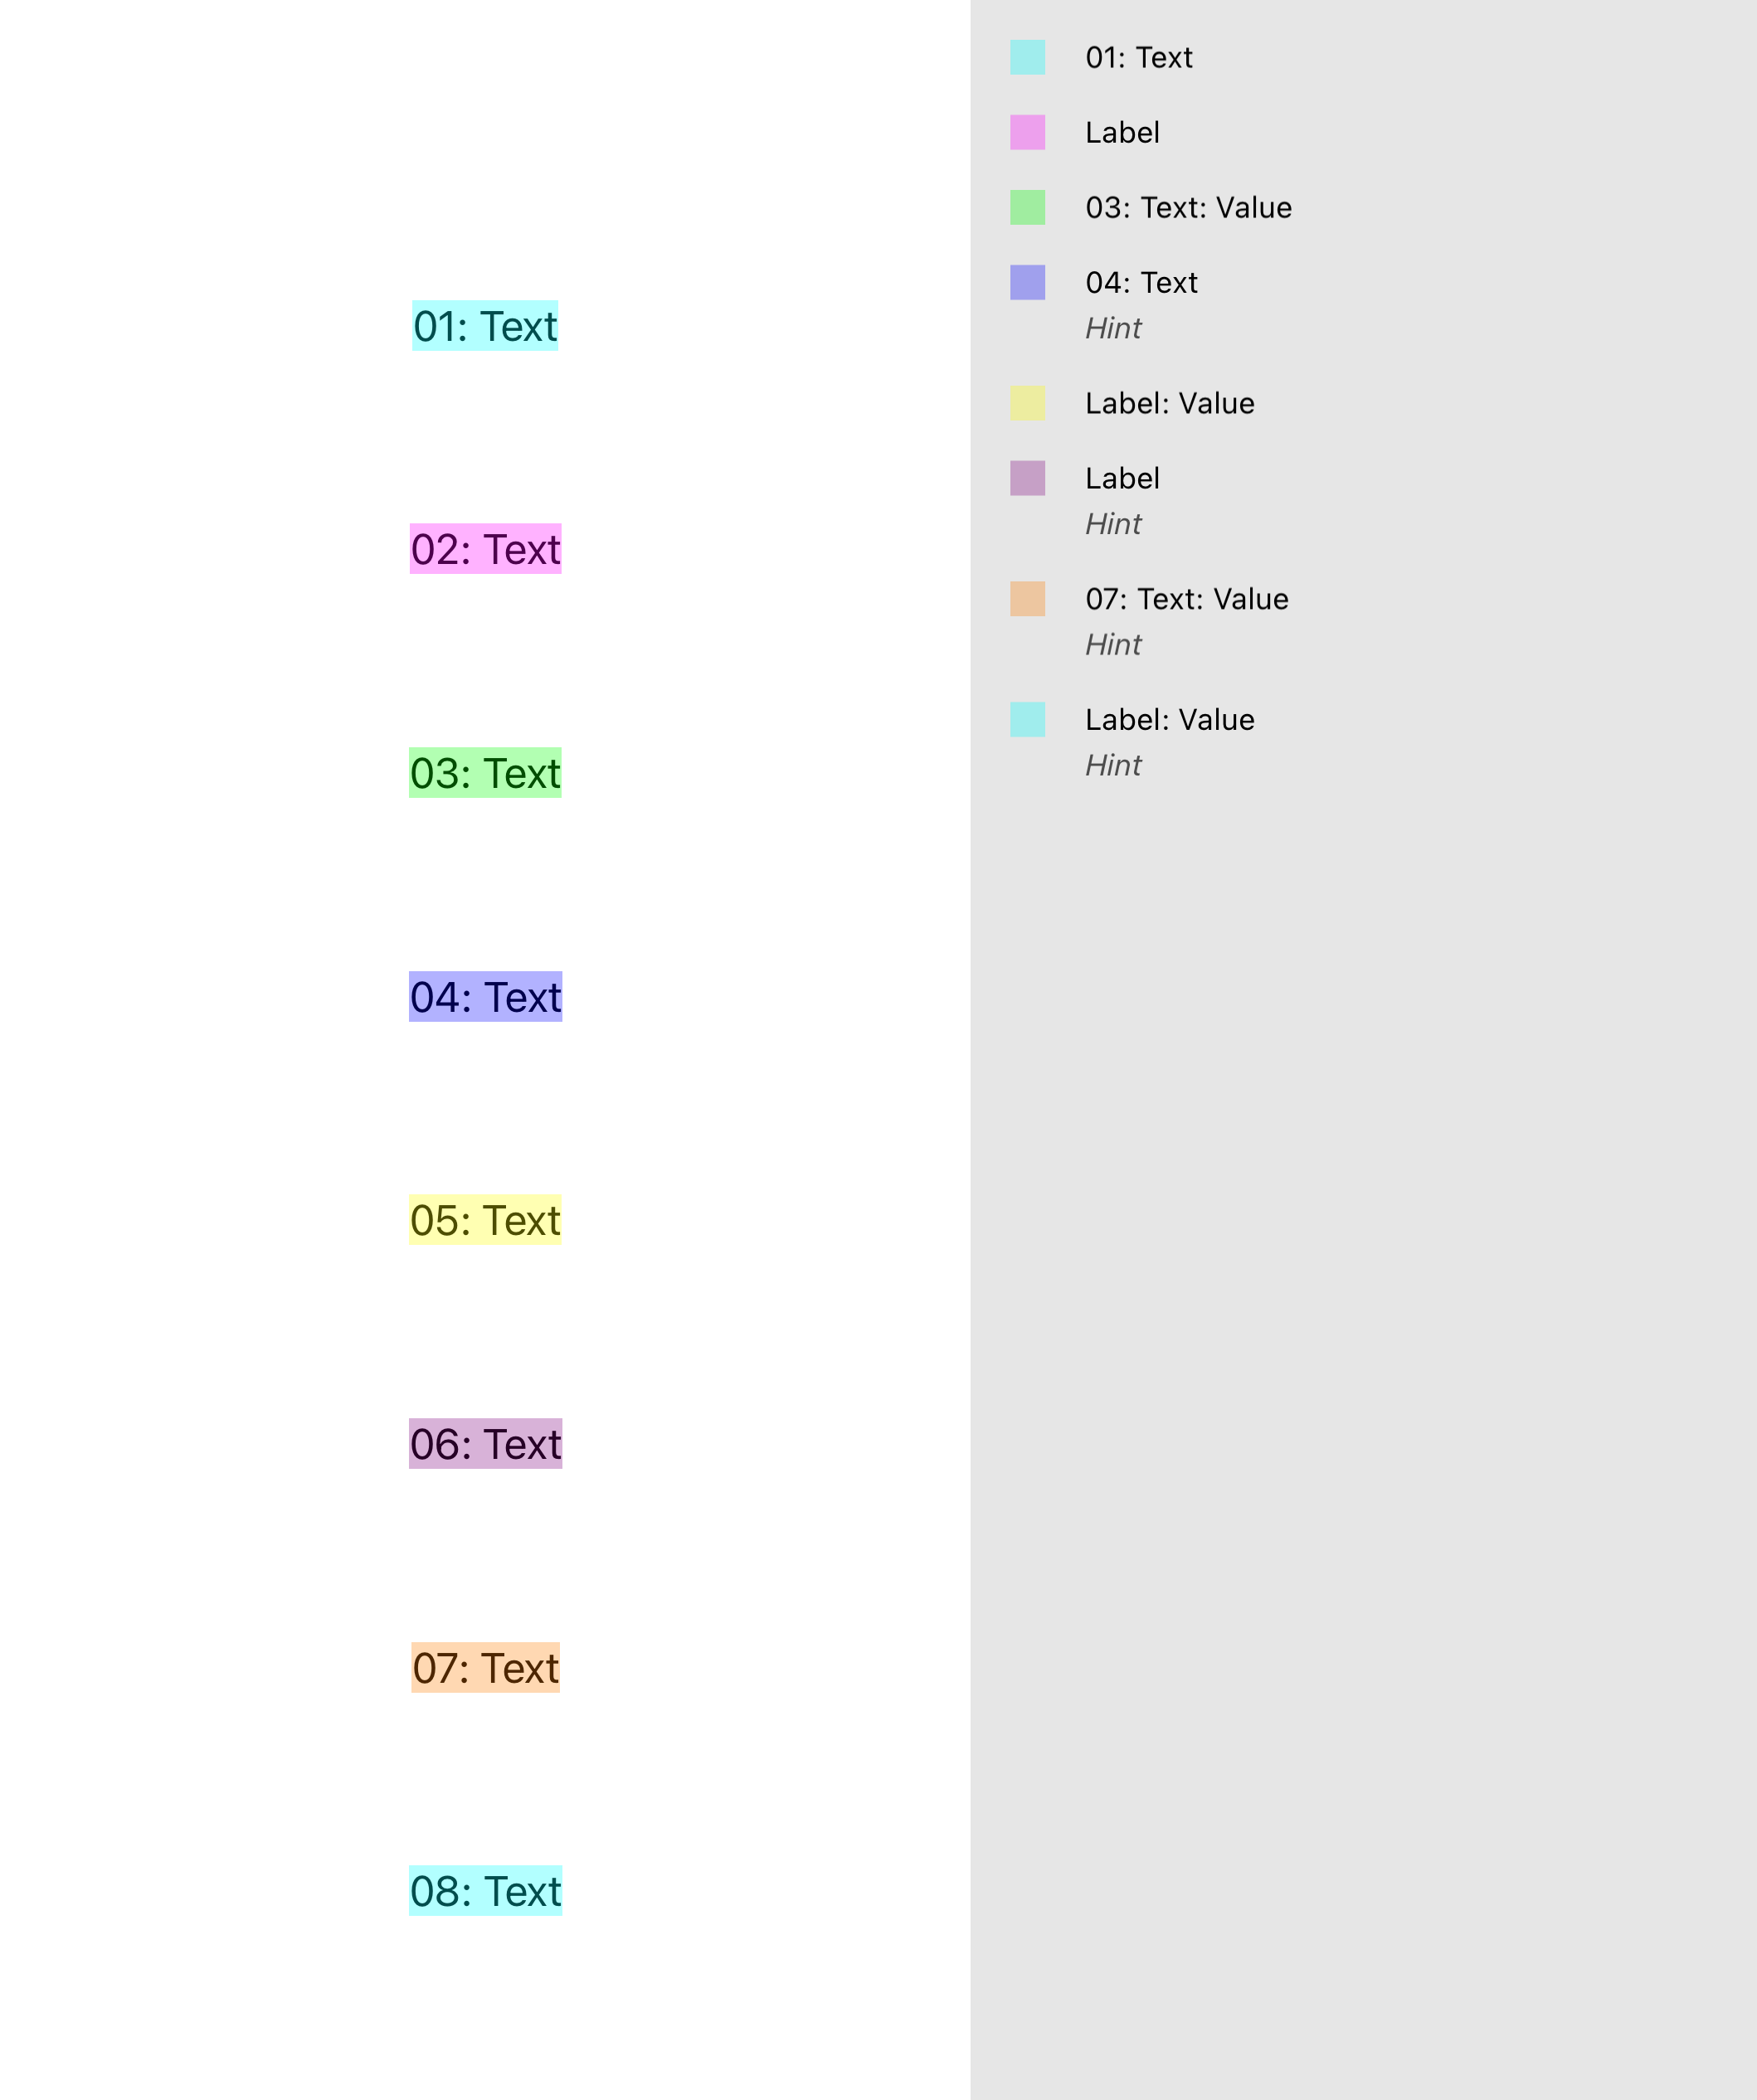 01: Text
02: Text
03: Text
04: Text
05: Text
06: Text
07: Text
08: Text
01: Text
Label
03: Text: Value
04: Text
Hint
Label: Value
Label
Hint
07: Text: Value
Hint
Label: Value
Hint